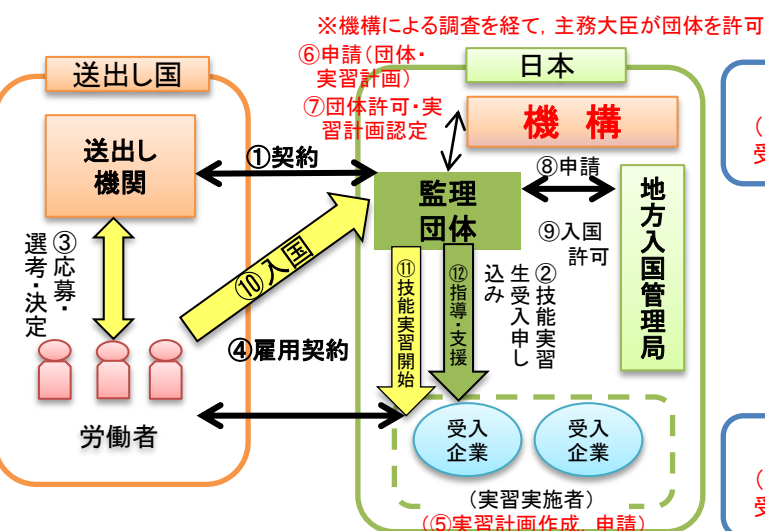 ※機構による調査を経て，主務大臣が団体を許可
⑥申請（団体・
実習計画）
⑦団体許可・実
習計画認定
送出し国
日本
機　構
送出し
機関
①契約
監理
団体
⑧申請
⑨入国
許可
地方入国管理局
③応募・
選考・決定
⑩入国
⑪技能実習開始
⑫指導・支援
②技能実習
生受入申し
込み
④雇用契約
労働者
受入
企業
受入
企業
（実習実施者）
（⑤実習計画作成，申請）
（
受
（
受